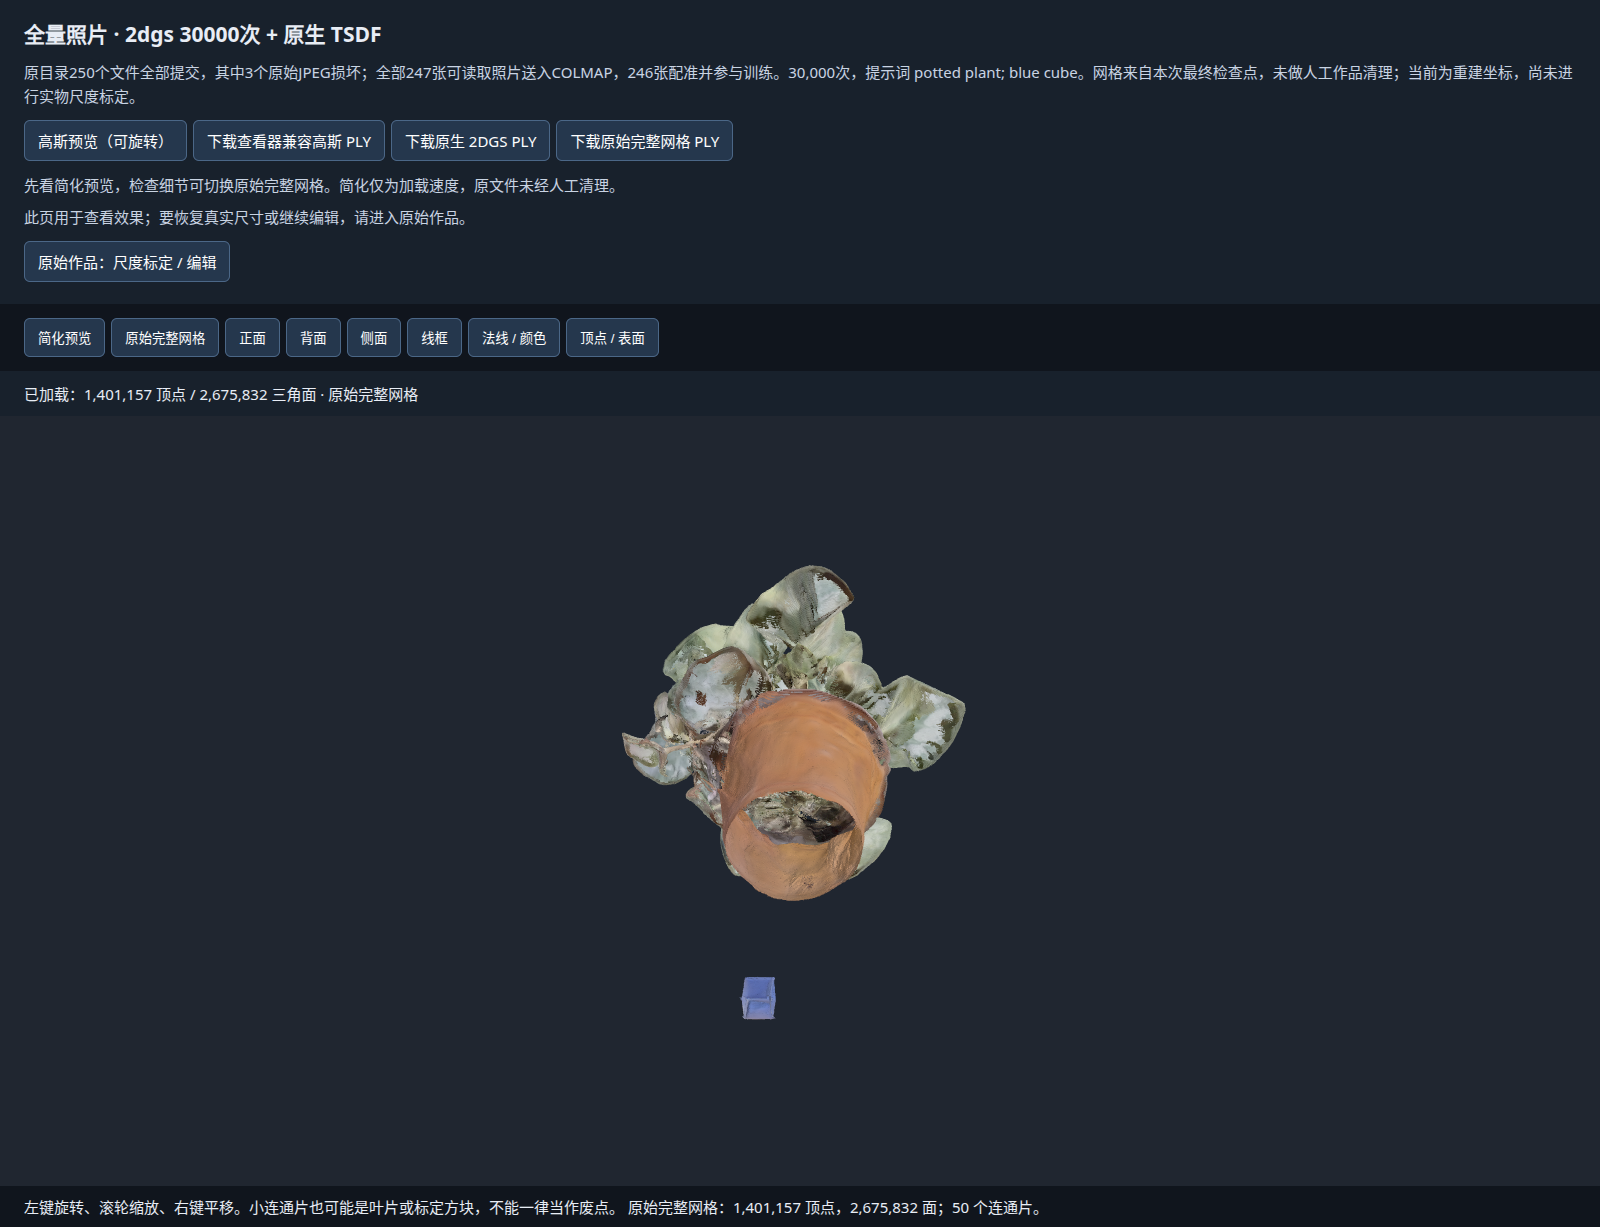 全量照片 · 2dgs 30000次 + 原生 TSDF
原目录250个文件全部提交，其中3个原始JPEG损坏；全部247张可读取照片送入COLMAP，246张配准并参与训练。30,000次，提示词 potted plant; blue cube。网格来自本次最终检查点，未做人工作品清理；当前为重建坐标，尚未进
行实物尺度标定。
高斯预览（可旋转） 下载查看器兼容高斯 PLY 下载原生 2DGS PLY 下载原始完整网格 PLY
先看简化预览，检查细节可切换原始完整网格。简化仅为加载速度，原文件未经人工清理。
此页用于查看效果；要恢复真实尺寸或继续编辑，请进入原始作品。
原始作品：尺度标定 / 编辑
简化预览 原始完整网格 正面 背面 侧面 线框 法线 / 颜色 顶点 / 表面
已加载：1,401,157 顶点 / 2,675,832 三角面 · 原始完整网格
左键旋转、滚轮缩放、右键平移。小连通片也可能是叶片或标定方块，不能一律当作废点。 原始完整网格：1,401,157 顶点，2,675,832 面；50 个连通片。